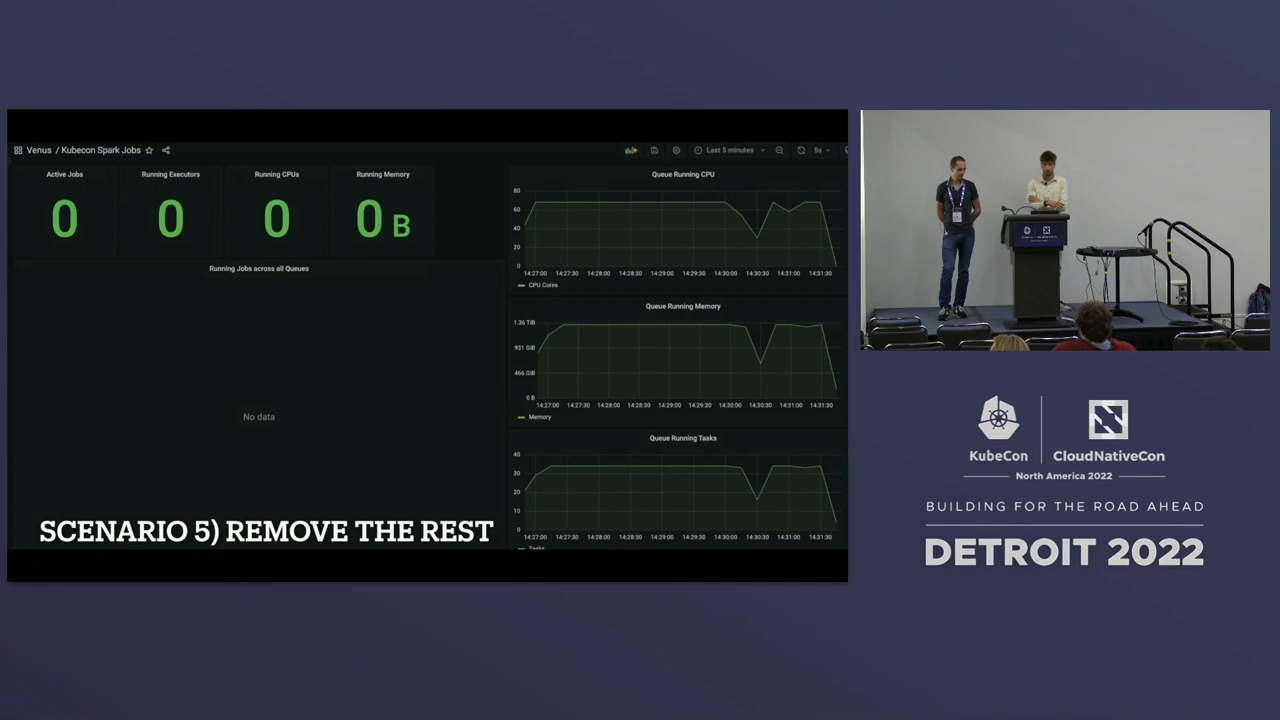 Venus / Kubecon Spark Jobs
Last 5 minutes
5s
Active Jobs
0
Running Executors
0
Running CPUs
0
Running Memory
0 B
Running Jobs across all Queues
No data
SCENARIO 5) REMOVE THE REST
Queue Running CPU
80
60
40
20
0
14:27:00 14:27:30 14:28:00 14:28:30 14:29:00 14:29:30 14:30:00 14:30:30 14:31:00 14:31:30
CPU Cores
Queue Running Memory
1.36 TiB
931 GiB
466 GiB
0 B
14:27:00 14:27:30 14:28:00 14:28:30 14:29:00 14:29:30 14:30:00 14:30:30 14:31:00 14:31:30
Memory
Queue Running Tasks
40
30
20
10
0
14:27:00 14:27:30 14:28:00 14:28:30 14:29:00 14:29:30 14:30:00 14:30:30 14:31:00 14:31:30
Tasks
KubeCon
CloudNativeCon
North America 2022
BUILDING FOR THE ROAD AHEAD
DETROIT 2022